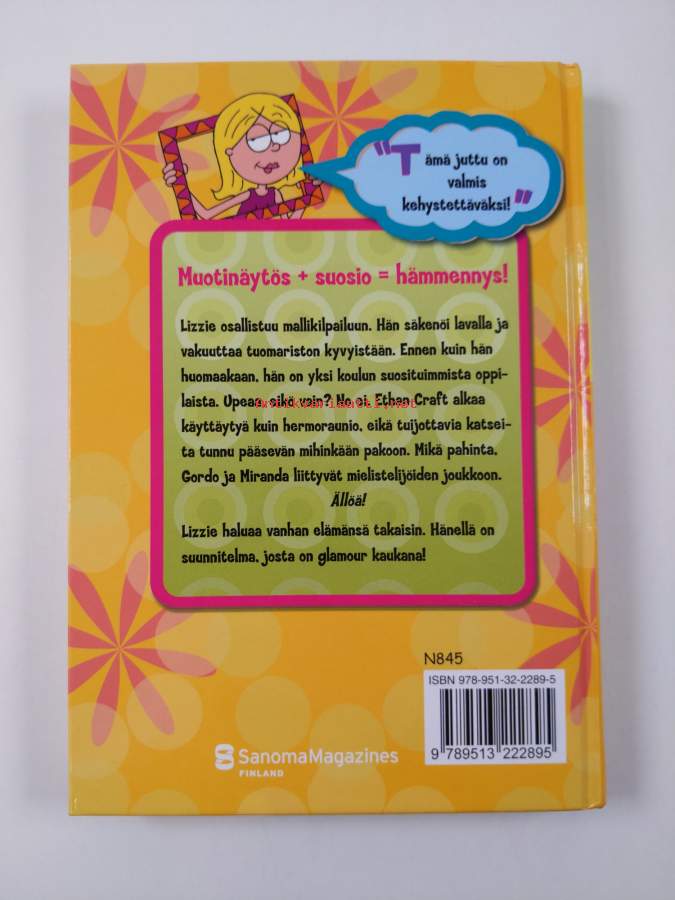 "Tämä juttu on
valmis
kehystettäväksi!"
Muotinäytös + suosio = hämmennys!
Lizzie osallistuu mallikilpailuun. Hän säkenöi lavalla ja
vakuuttaa tuomariston kyvyistään. Ennen kuin hän
huomaakaan, hän on yksi koulun suosituimmista oppi-
laista. Upeaa, eikö vain? No ei. Ethan Craft alkaa
antikvariaatti.net
käyttäytyä kuin hermoraunio, eikä tuijottavia katsei-
ta tunnu pääsevän mihinkään pakoon. Mikä pahinta,
Gordo ja Miranda liittyvät mielistelijöiden joukkoon.
Ällöä!
Lizzie haluaa vanhan elämänsä takaisin. Hänellä on
suunnitelma, josta on glamour kaukana!
N845
ISBN 978-951-32-2289-5
9 789513 222895
SanomaMagazines
FINLAND